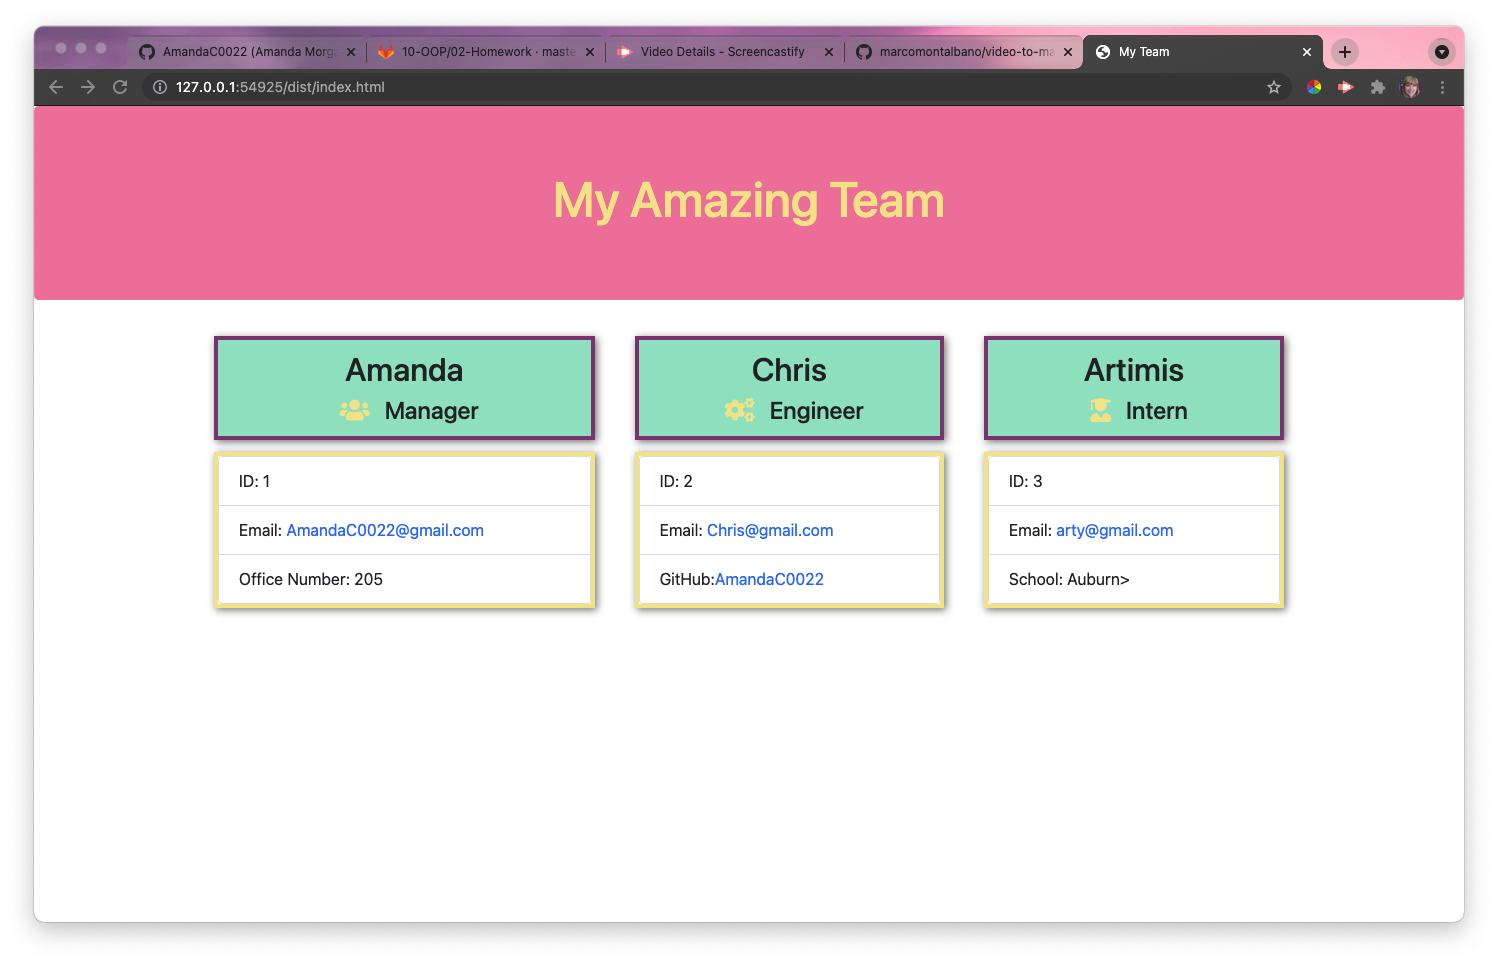 AmandaC0022 (Amanda Morg
10-OOP/02-Homework · maste
Video Details - Screencastify
marcomontalbano/video-to-ma
My Team
127.0.0.1:54925/dist/index.html
My Amazing Team
Amanda
Manager
ID: 1
Email: AmandaC0022@gmail.com
Office Number: 205
Chris
Engineer
ID: 2
Email: Chris@gmail.com
GitHub:AmandaC0022
Artimis
Intern
ID: 3
Email: arty@gmail.com
School: Auburn>